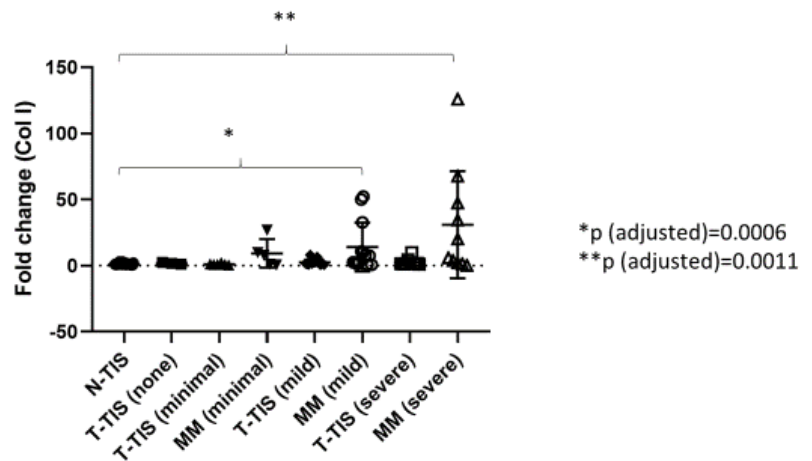 **
150
100
50
0
-50
Fold change (Col I)
*
*p (adjusted)=0.0006
**p (adjusted)=0.0011
N-TIS
T-TIS (none)
T-TIS (minimal)
MM (minimal)
T-TIS (mild)
MM (mild)
T-TIS (severe)
MM (severe)